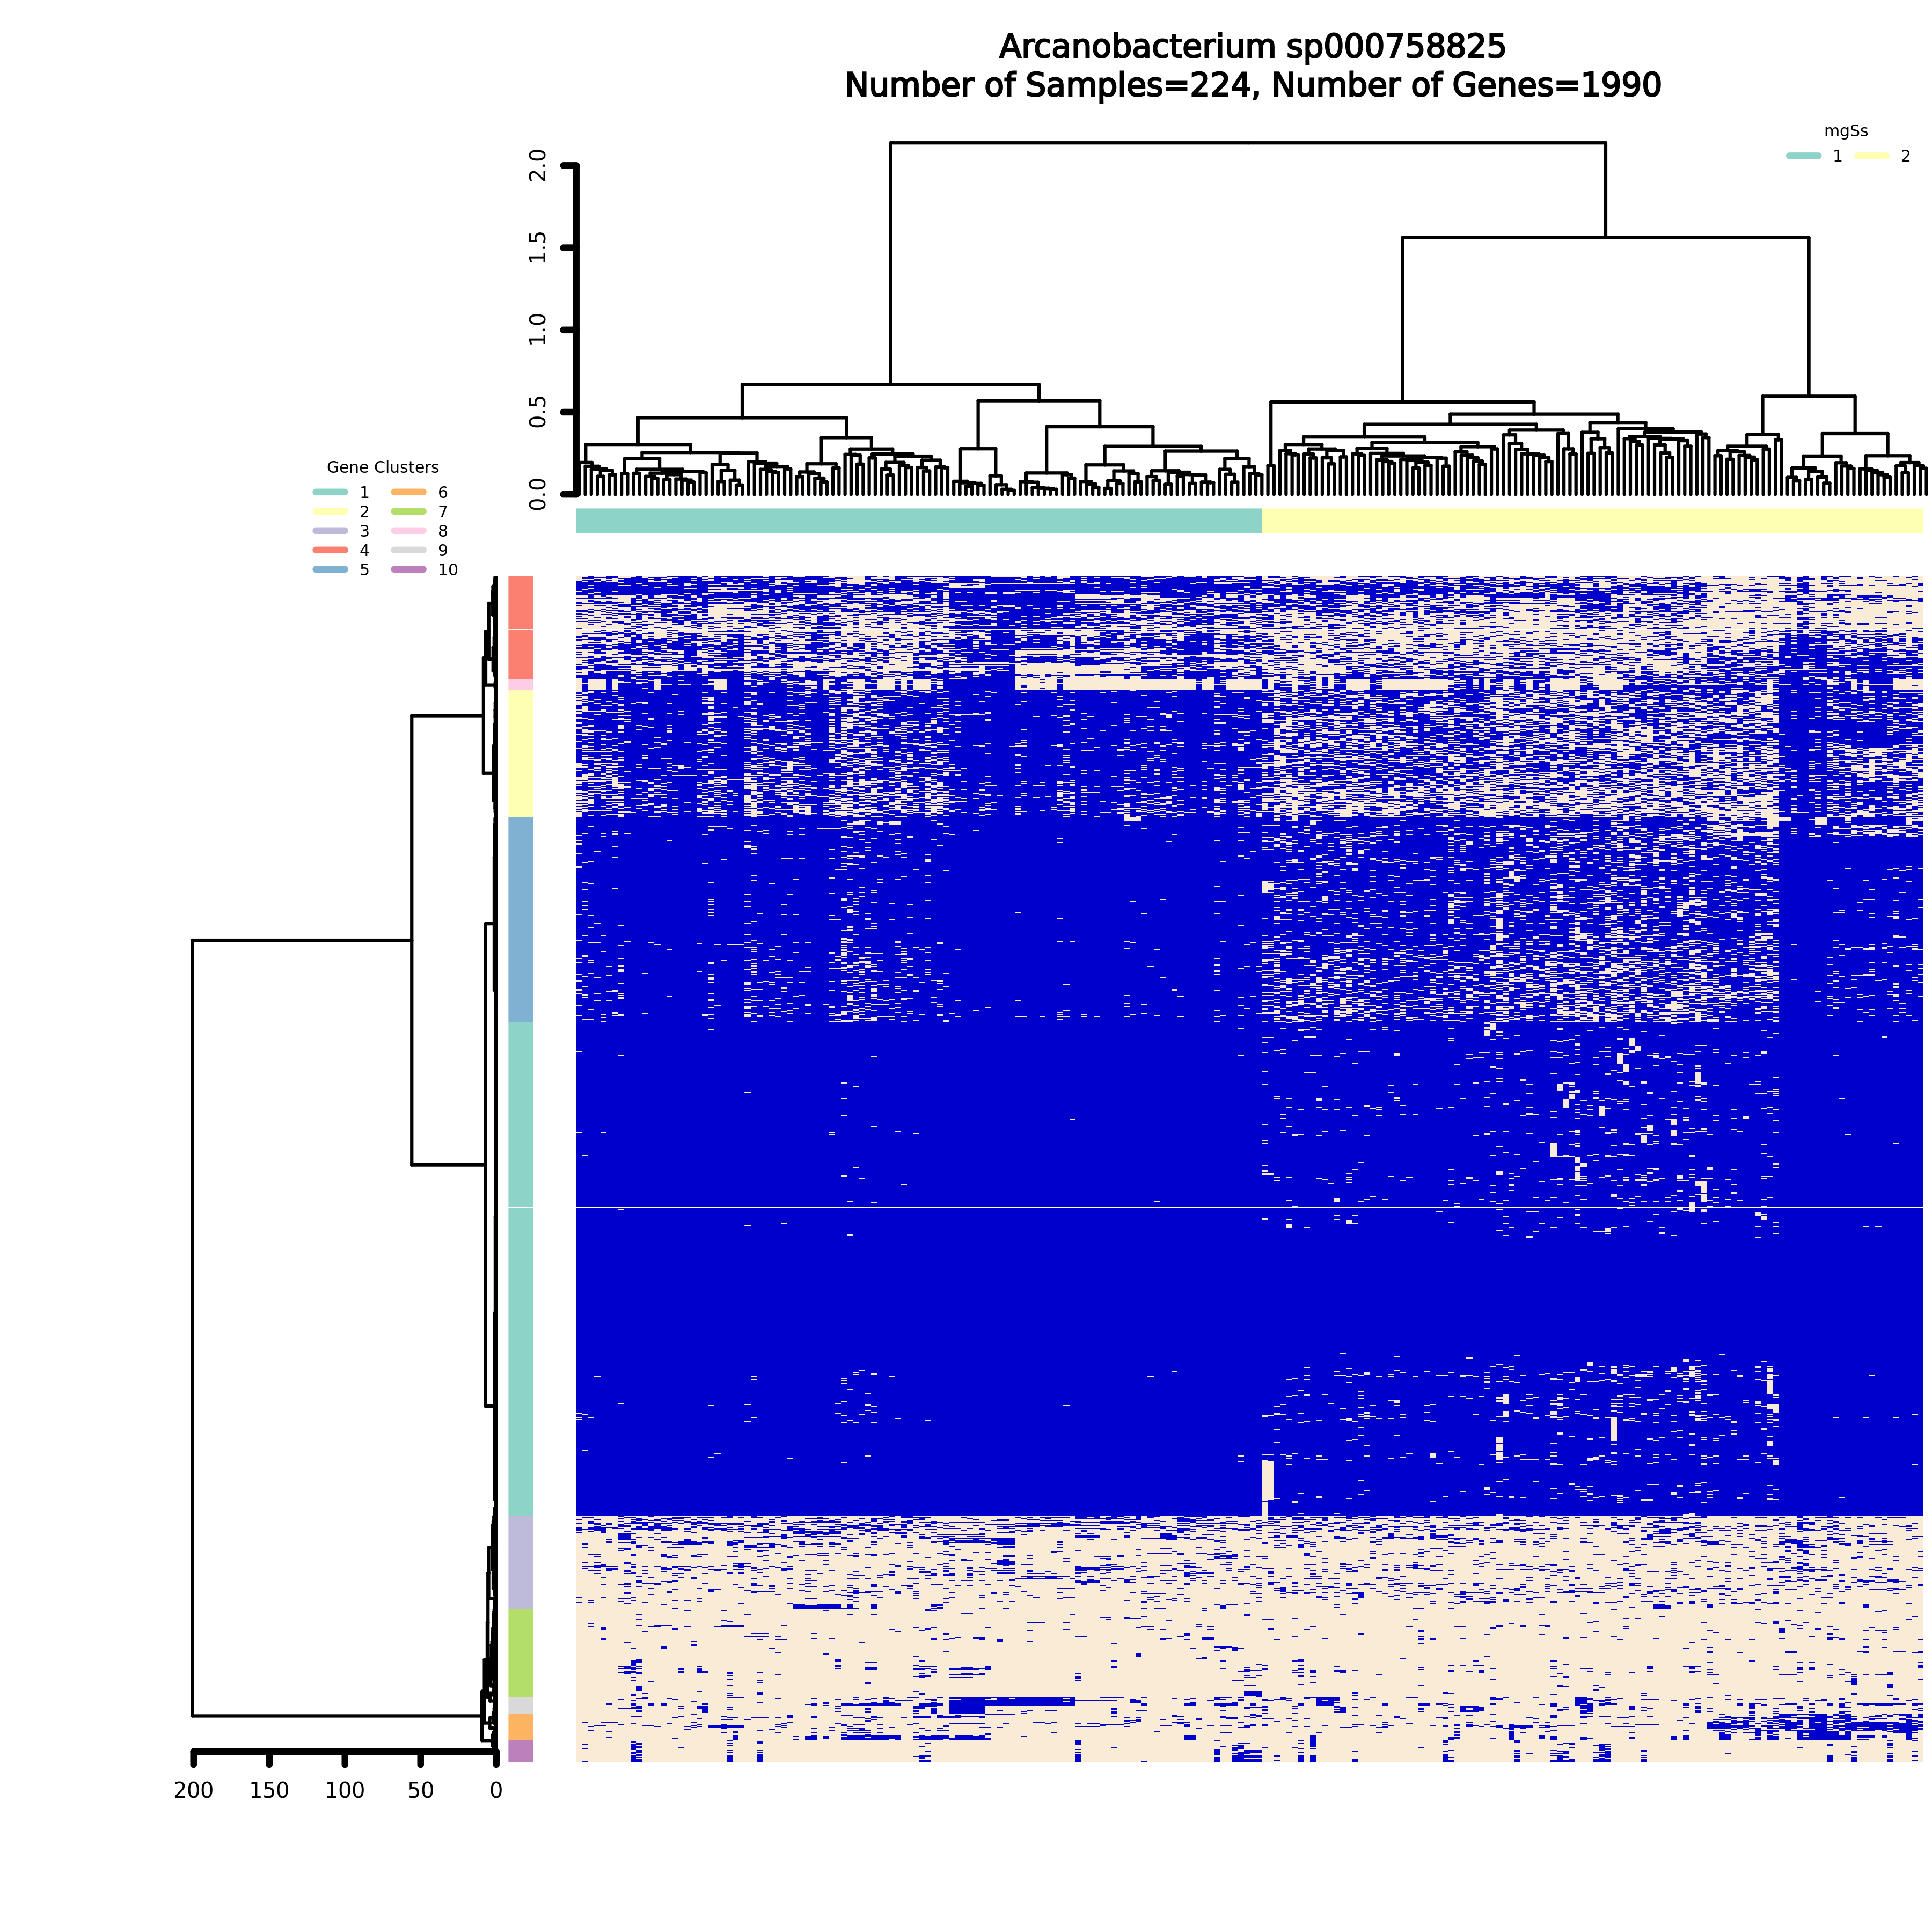 Arcanobacterium sp000758825
Number of Samples=224, Number of Genes=1990
mgSs
1 2
2.0
1.5
1.0
0.5
0.0
Gene Clusters
1 6
2 7
3 8
4 9
5 10
200 150 100 50 0